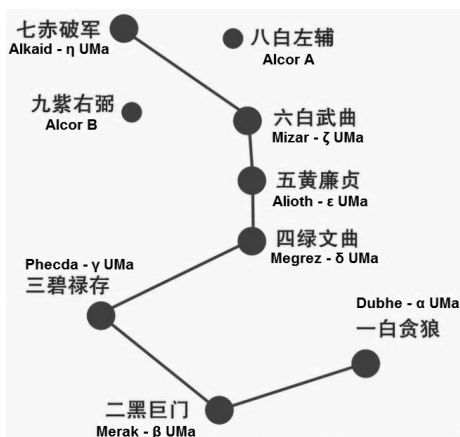 七赤破军
Alkaid - η UMa
八白左辅
Alcor A
九紫右弼
Alcor B
六白武曲
Mizar - ζ UMa
五黄廉贞
Alioth - ε UMa
四绿文曲
Megrez - δ UMa
Phecda - γ UMa
三碧禄存
Dubhe - α UMa
一白贪狼
二黑巨门
Merak - β UMa